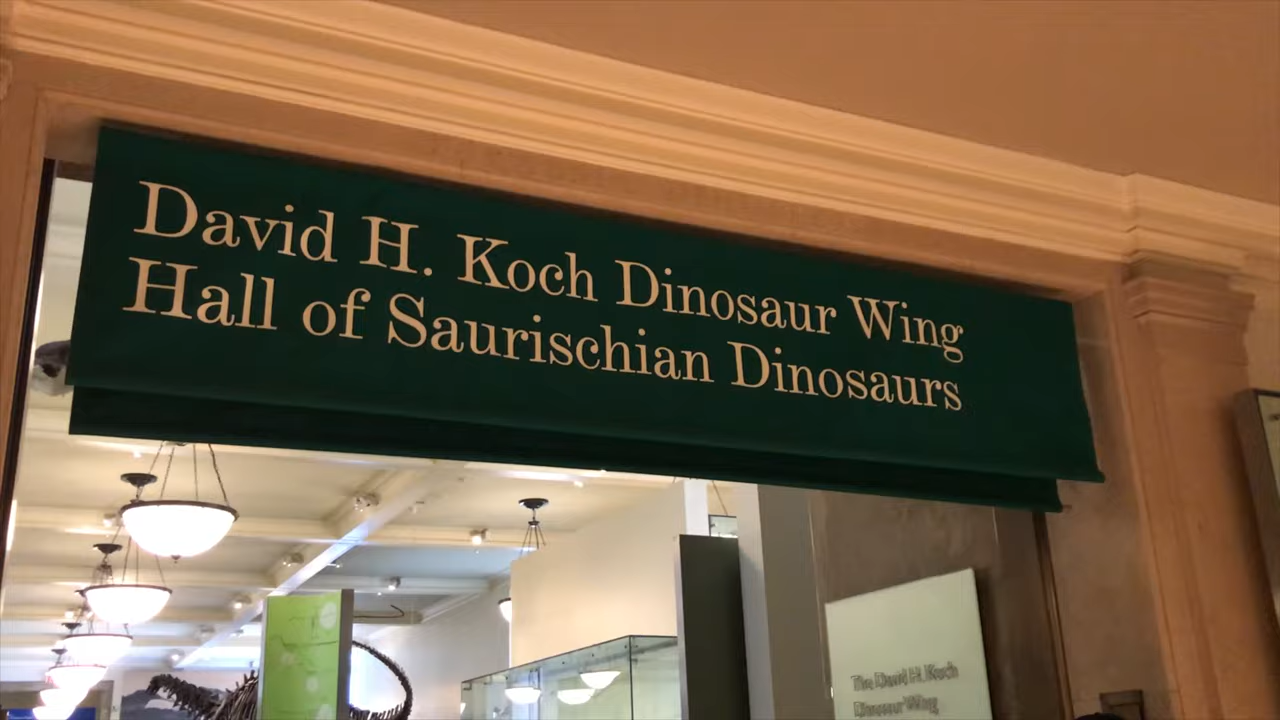 David H. Koch Dinosaur Wing
Hall of Saurischian Dinosaurs
The David H. Koch
Dinosaur Wing